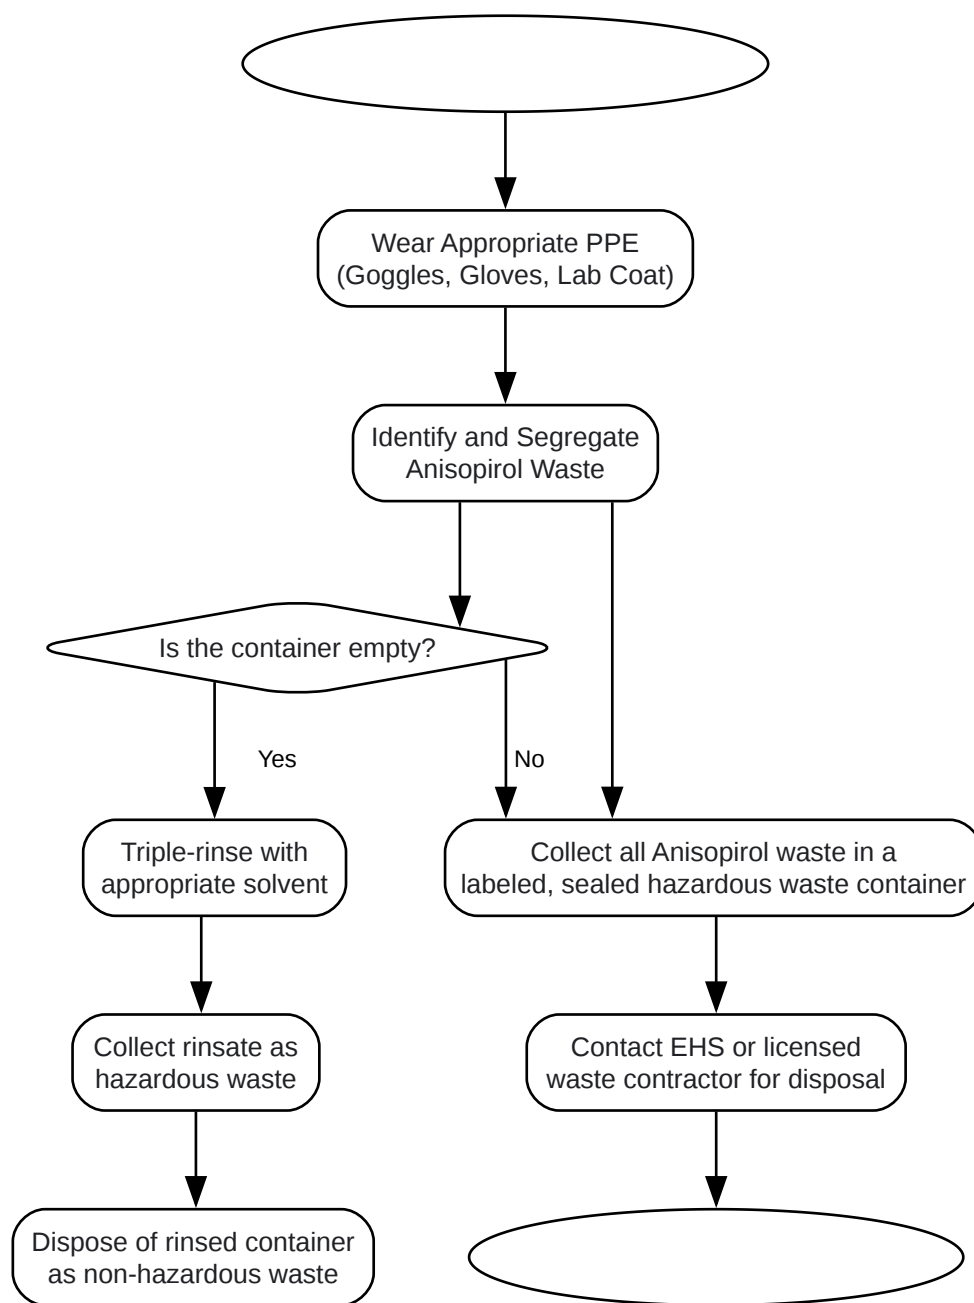 Wear Appropriate PPE
(Goggles, Gloves, Lab Coat)
Identify and Segregate
Anisopirol Waste
Is the container empty?
Yes
No
Triple-rinse with
appropriate solvent
Collect all Anisopirol waste in a
labeled, sealed hazardous waste container
Collect rinsate as
hazardous waste
Contact EHS or licensed
waste contractor for disposal
Dispose of rinsed container
as non-hazardous waste